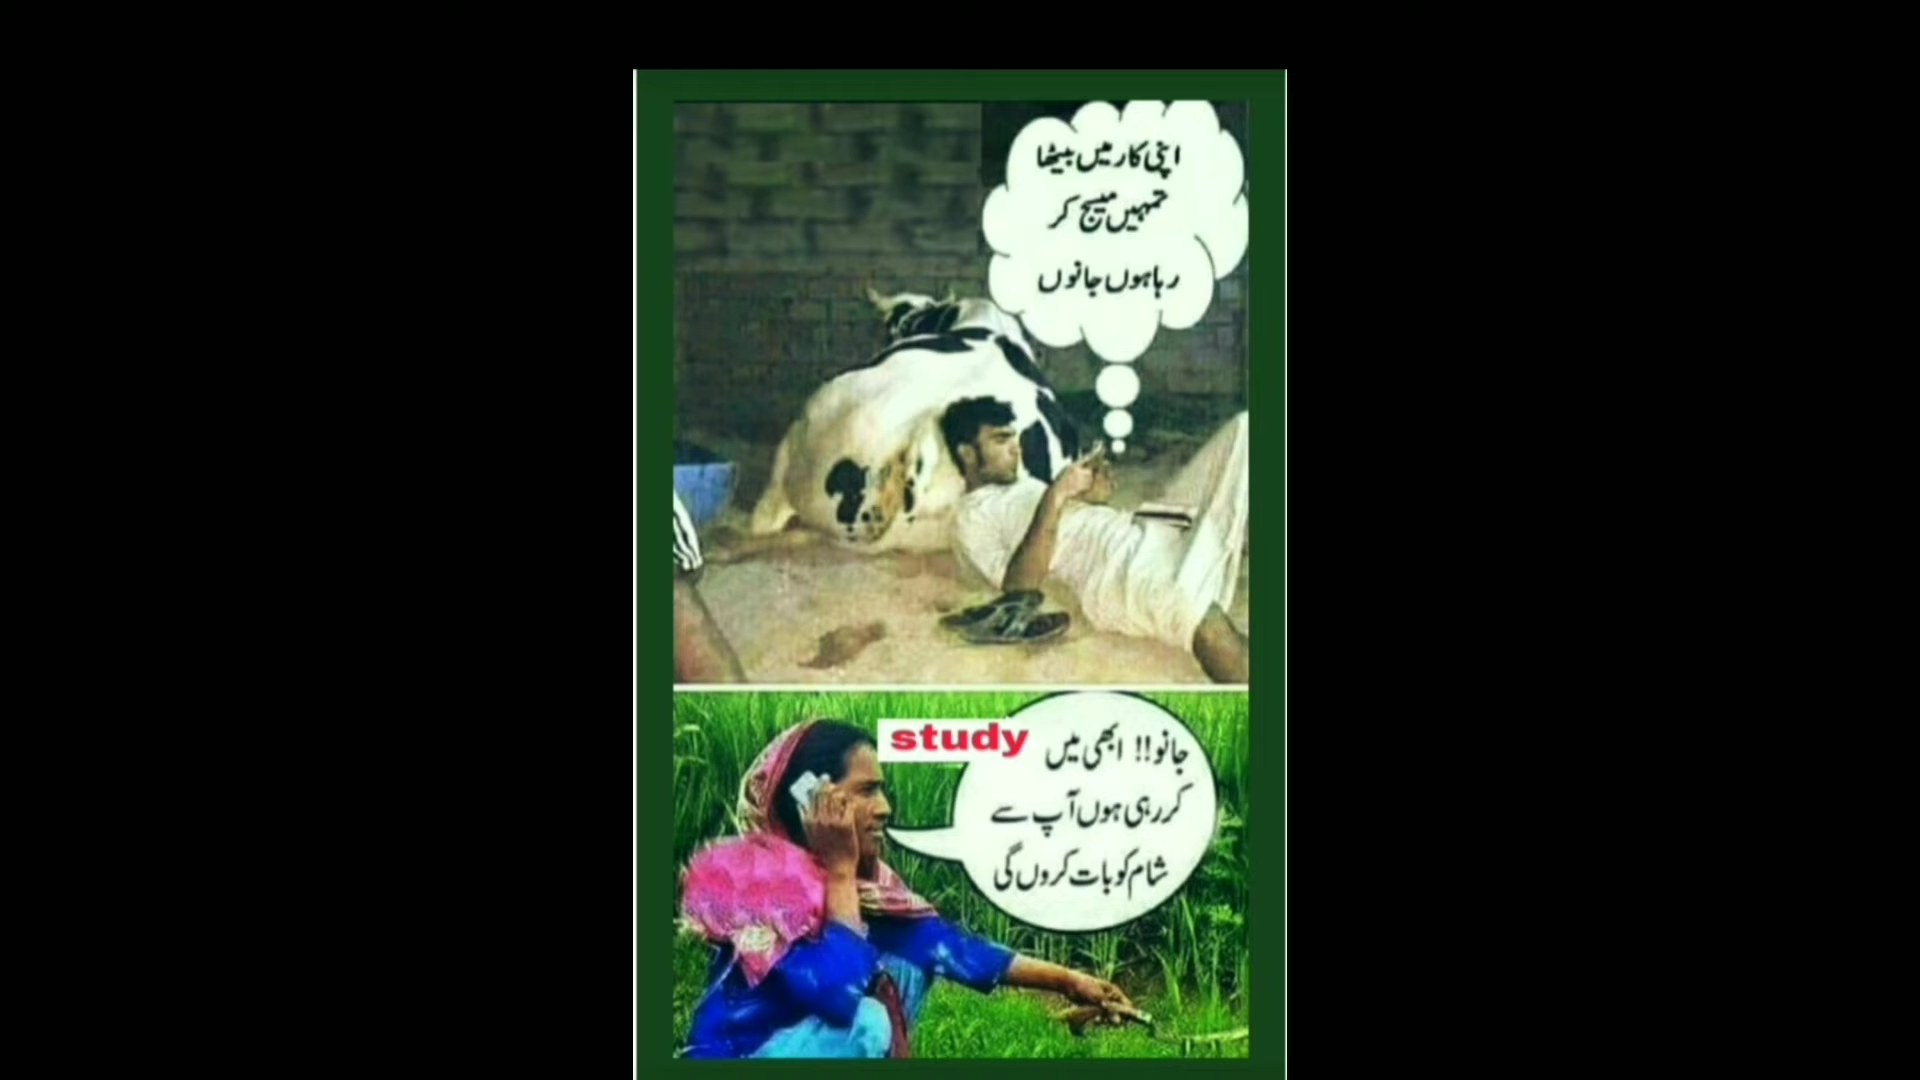 اپنی کار میں بیٹھا
تمہیں میسج کر
رہا ہوں جانوں
جانو!! ابھی میں study
کر رہی ہوں آپ سے
شام کو بات کروں گی